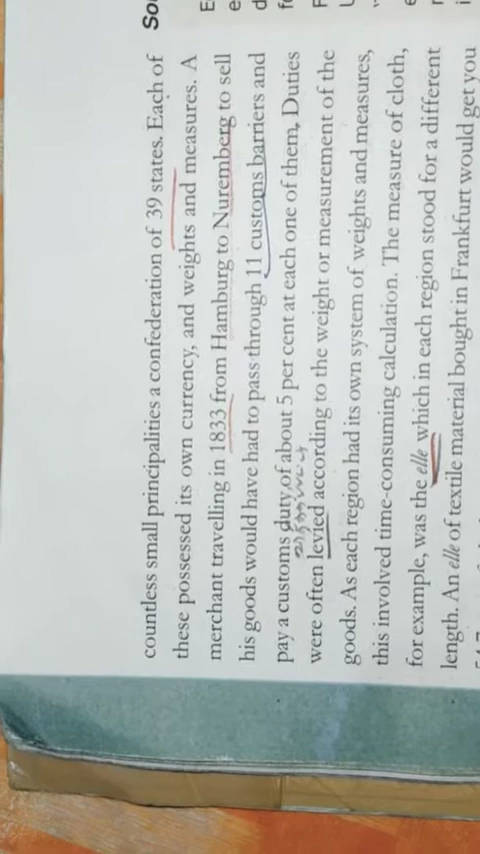 countless small principalities a confederation of 39 states. Each of
these possessed its own currency, and weights and measures. A
merchant travelling in 1833 from Hamburg to Nuremberg to sell
his goods would have had to pass through 11 customs barriers and
pay a customs duty of about 5 per cent at each one of them. Duties
were often levied according to the weight or measurement of the
goods. As each region had its own system of weights and measures,
this involved time-consuming calculation. The measure of cloth,
for example, was the elle which in each region stood for a different
length. An elle of textile material bought in Frankfurt would get you